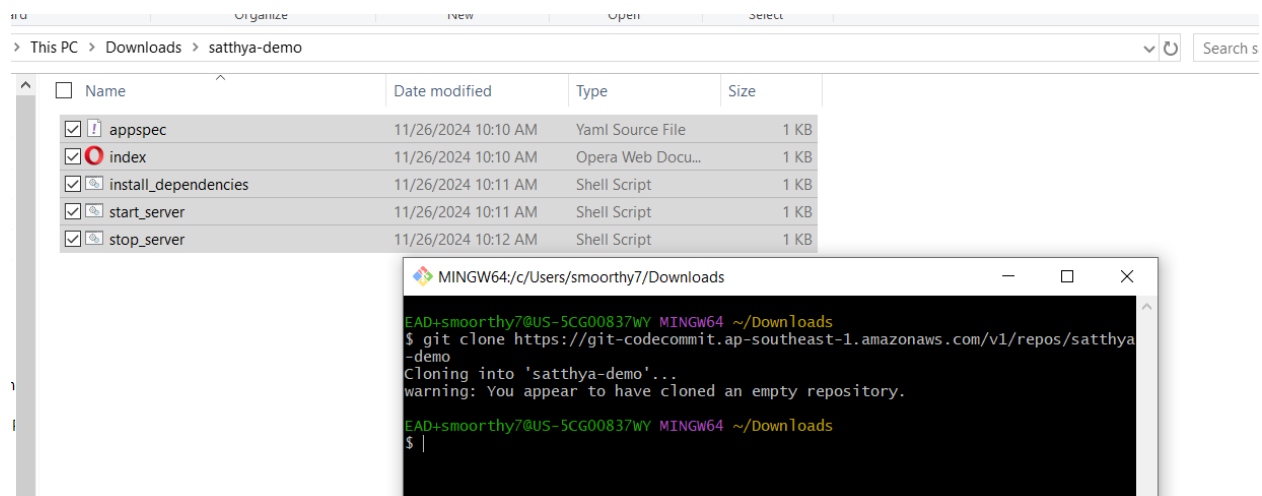 Organize New Open Select
> This PC > Downloads > satthya-demo
Search s
Name Date modified Type Size
appspec 11/26/2024 10:10 AM Yaml Source File 1 KB
index 11/26/2024 10:10 AM Opera Web Docu... 1 KB
install_dependencies 11/26/2024 10:11 AM Shell Script 1 KB
start_server 11/26/2024 10:11 AM Shell Script 1 KB
stop_server 11/26/2024 10:12 AM Shell Script 1 KB
MINGW64:/c/Users/smoorthy7/Downloads
EAD+smoorthy7@US-5CG00837WY MINGW64 ~/Downloads
$ git clone https://git-codecommit.ap-southeast-1.amazonaws.com/v1/repos/satthya
-demo
Cloning into 'satthya-demo'...
warning: You appear to have cloned an empty repository.
EAD+smoorthy7@US-5CG00837WY MINGW64 ~/Downloads
$